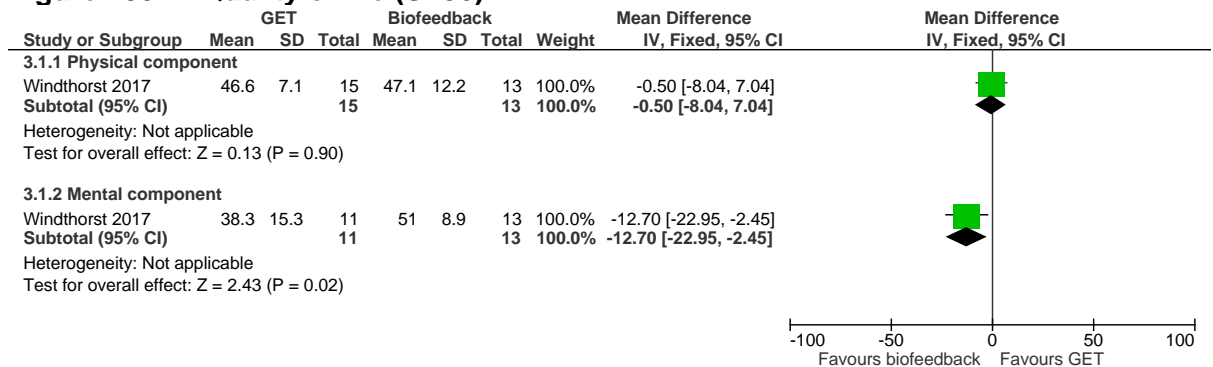 GET Biofeedback Mean Difference Mean Difference
Study or Subgroup Mean SD Total Mean SD Total Weight IV, Fixed, 95% CI IV, Fixed, 95% CI
3.1.1 Physical component
Windthorst 2017 46.6 7.1 15 47.1 12.2 13 100.0% -0.50 [-8.04, 7.04]
Subtotal (95% CI) 15 13 100.0% -0.50 [-8.04, 7.04]
Heterogeneity: Not applicable
Test for overall effect: Z = 0.13 (P = 0.90)
3.1.2 Mental component
Windthorst 2017 38.3 15.3 11 51 8.9 13 100.0% -12.70 [-22.95, -2.45]
Subtotal (95% CI) 11 13 100.0% -12.70 [-22.95, -2.45]
Heterogeneity: Not applicable
Test for overall effect: Z = 2.43 (P = 0.02)
-100 -50 0 50 100
Favours biofeedback Favours GET